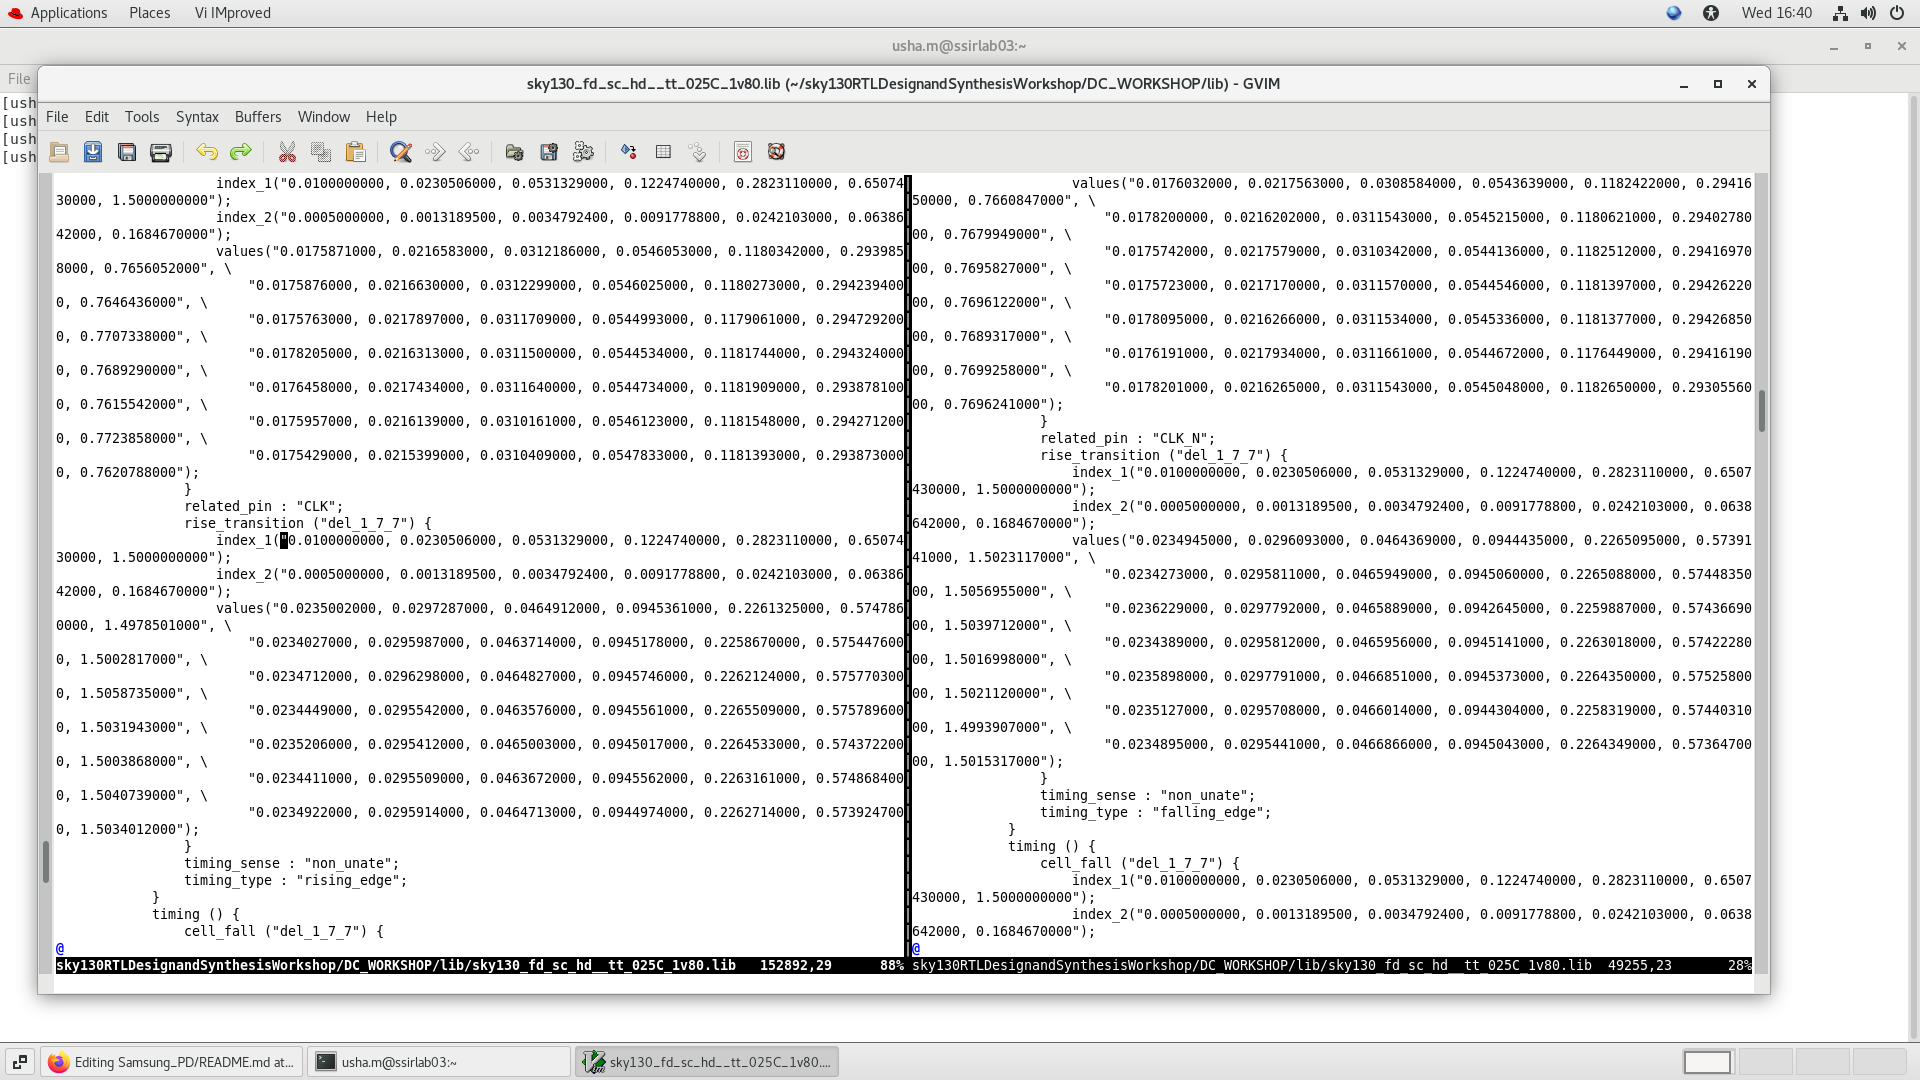 Applications Places Vi IMproved Wed 16:40
usha.m@ssirlab03:~
File
sky130_fd_sc_hd__tt_025C_1v80.lib (~/sky130RTLDesignandSynthesisWorkshop/DC_WORKSHOP/lib) - GVIM
[ush
[ush
[ush
[ush
File Edit Tools Syntax Buffers Window Help
index_1("0.0100000000, 0.0230506000, 0.0531329000, 0.1224740000, 0.2823110000, 0.65074
30000, 1.5000000000");
index_2("0.0005000000, 0.0013189500, 0.0034792400, 0.0091778800, 0.0242103000, 0.06386
42000, 0.1684670000");
values("0.0175871000, 0.0216583000, 0.0312186000, 0.0546053000, 0.1180342000, 0.293985
8000, 0.7656052000", \
"0.0175876000, 0.0216630000, 0.0312299000, 0.0546025000, 0.1180273000, 0.294239400
0, 0.7646436000", \
"0.0175763000, 0.0217897000, 0.0311709000, 0.0544993000, 0.1179061000, 0.294729200
0, 0.7707338000", \
"0.0178205000, 0.0216313000, 0.0311500000, 0.0544534000, 0.1181744000, 0.294324000
0, 0.7689290000", \
"0.0176458000, 0.0217434000, 0.0311640000, 0.0544734000, 0.1181909000, 0.293878100
0, 0.7615542000", \
"0.0175957000, 0.0216139000, 0.0310161000, 0.0546123000, 0.1181548000, 0.294271200
0, 0.7723858000", \
"0.0175429000, 0.0215399000, 0.0310409000, 0.0547833000, 0.1181393000, 0.293873000
0, 0.7620788000");
}
related_pin : "CLK";
rise_transition ("del_1_7_7") {
index_1("0.0100000000, 0.0230506000, 0.0531329000, 0.1224740000, 0.2823110000, 0.65074
30000, 1.5000000000");
index_2("0.0005000000, 0.0013189500, 0.0034792400, 0.0091778800, 0.0242103000, 0.06386
42000, 0.1684670000");
values("0.0235002000, 0.0297287000, 0.0464912000, 0.0945361000, 0.2261325000, 0.574786
0000, 1.4978501000", \
"0.0234027000, 0.0295987000, 0.0463714000, 0.0945178000, 0.2258670000, 0.575447600
0, 1.5002817000", \
"0.0234712000, 0.0296298000, 0.0464827000, 0.0945746000, 0.2262124000, 0.575770300
0, 1.5058735000", \
"0.0234449000, 0.0295542000, 0.0463576000, 0.0945561000, 0.2265509000, 0.575789600
0, 1.5031943000", \
"0.0235206000, 0.0295412000, 0.0465003000, 0.0945017000, 0.2264533000, 0.574372200
0, 1.5003868000", \
"0.0234411000, 0.0295509000, 0.0463672000, 0.0945562000, 0.2263161000, 0.574868400
0, 1.5040739000", \
"0.0234922000, 0.0295914000, 0.0464713000, 0.0944974000, 0.2262714000, 0.573924700
0, 1.5034012000");
}
timing_sense : "non_unate";
timing_type : "rising_edge";
}
timing () {
cell_fall ("del_1_7_7") {
@
sky130RTLDesignandSynthesisWorkshop/DC_WORKSHOP/lib/sky130_fd_sc_hd__tt_025C_1v80.lib 152892,29 88%
values("0.0176032000, 0.0217563000, 0.0308584000, 0.0543639000, 0.1182422000, 0.29416
50000, 0.7660847000", \
"0.0178200000, 0.0216202000, 0.0311543000, 0.0545215000, 0.1180621000, 0.29402780
00, 0.7679949000", \
"0.0175742000, 0.0217579000, 0.0310342000, 0.0544136000, 0.1182512000, 0.29416970
00, 0.7695827000", \
"0.0175723000, 0.0217170000, 0.0311570000, 0.0544546000, 0.1181397000, 0.29426220
00, 0.7696122000", \
"0.0178095000, 0.0216266000, 0.0311534000, 0.0545336000, 0.1181377000, 0.29426850
00, 0.7689317000", \
"0.0176191000, 0.0217934000, 0.0311661000, 0.0544672000, 0.1176449000, 0.29416190
00, 0.7699258000", \
"0.0178201000, 0.0216265000, 0.0311543000, 0.0545048000, 0.1182650000, 0.29305560
00, 0.7696241000");
}
related_pin : "CLK_N";
rise_transition ("del_1_7_7") {
index_1("0.0100000000, 0.0230506000, 0.0531329000, 0.1224740000, 0.2823110000, 0.6507
430000, 1.5000000000");
index_2("0.0005000000, 0.0013189500, 0.0034792400, 0.0091778800, 0.0242103000, 0.0638
642000, 0.1684670000");
values("0.0234945000, 0.0296093000, 0.0464369000, 0.0944435000, 0.2265095000, 0.57391
41000, 1.5023117000", \
"0.0234273000, 0.0295811000, 0.0465949000, 0.0945060000, 0.2265088000, 0.57448350
00, 1.5056955000", \
"0.0236229000, 0.0297792000, 0.0465889000, 0.0942645000, 0.2259887000, 0.57436690
00, 1.5039712000", \
"0.0234389000, 0.0295812000, 0.0465956000, 0.0945141000, 0.2263018000, 0.57422280
00, 1.5016998000", \
"0.0235898000, 0.0297791000, 0.0466851000, 0.0945373000, 0.2264350000, 0.57525800
00, 1.5021120000", \
"0.0235127000, 0.0295708000, 0.0466014000, 0.0944304000, 0.2258319000, 0.57440310
00, 1.4993907000", \
"0.0234895000, 0.0295441000, 0.0466866000, 0.0945043000, 0.2264349000, 0.57364700
00, 1.5015317000");
}
timing_sense : "non_unate";
timing_type : "falling_edge";
}
timing () {
cell_fall ("del_1_7_7") {
index_1("0.0100000000, 0.0230506000, 0.0531329000, 0.1224740000, 0.2823110000, 0.6507
430000, 1.5000000000");
index_2("0.0005000000, 0.0013189500, 0.0034792400, 0.0091778800, 0.0242103000, 0.0638
642000, 0.1684670000");
@
sky130RTLDesignandSynthesisWorkshop/DC_WORKSHOP/lib/sky130_fd_sc_hd__tt_025C_1v80.lib 49255,23 28%
Editing Samsung_PD/README.md at... usha.m@ssirlab03:~ sky130_fd_sc_hd__tt_025C_1v80....